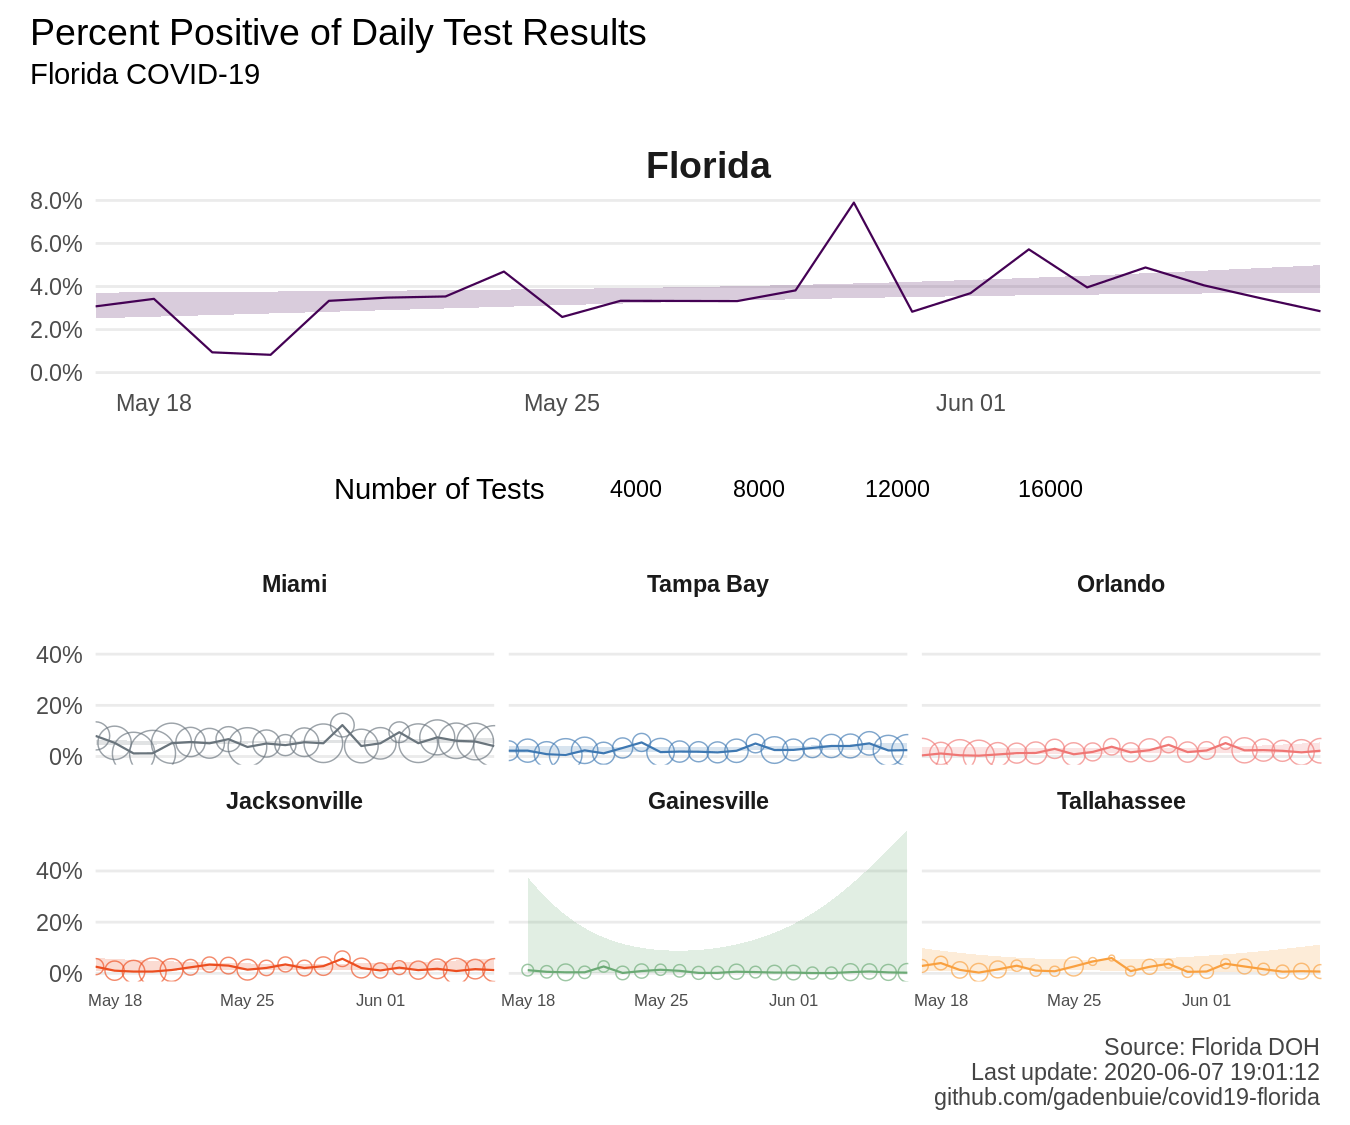 Percent Positive of Daily Test Results
Florida COVID-19
Florida
8.0%
6.0%
4.0%
2.0%
0.0%
May 18 May 25 Jun 01
Number of Tests 4000 8000 12000 16000
Miami Tampa Bay Orlando
40%
20%
0%
Jacksonville Gainesville Tallahassee
40%
20%
0%
May 18 May 25 Jun 01 May 18 May 25 Jun 01 May 18 May 25 Jun 01
Source: Florida DOH
Last update: 2020-06-07 19:01:12
github.com/gadenbuie/covid19-florida